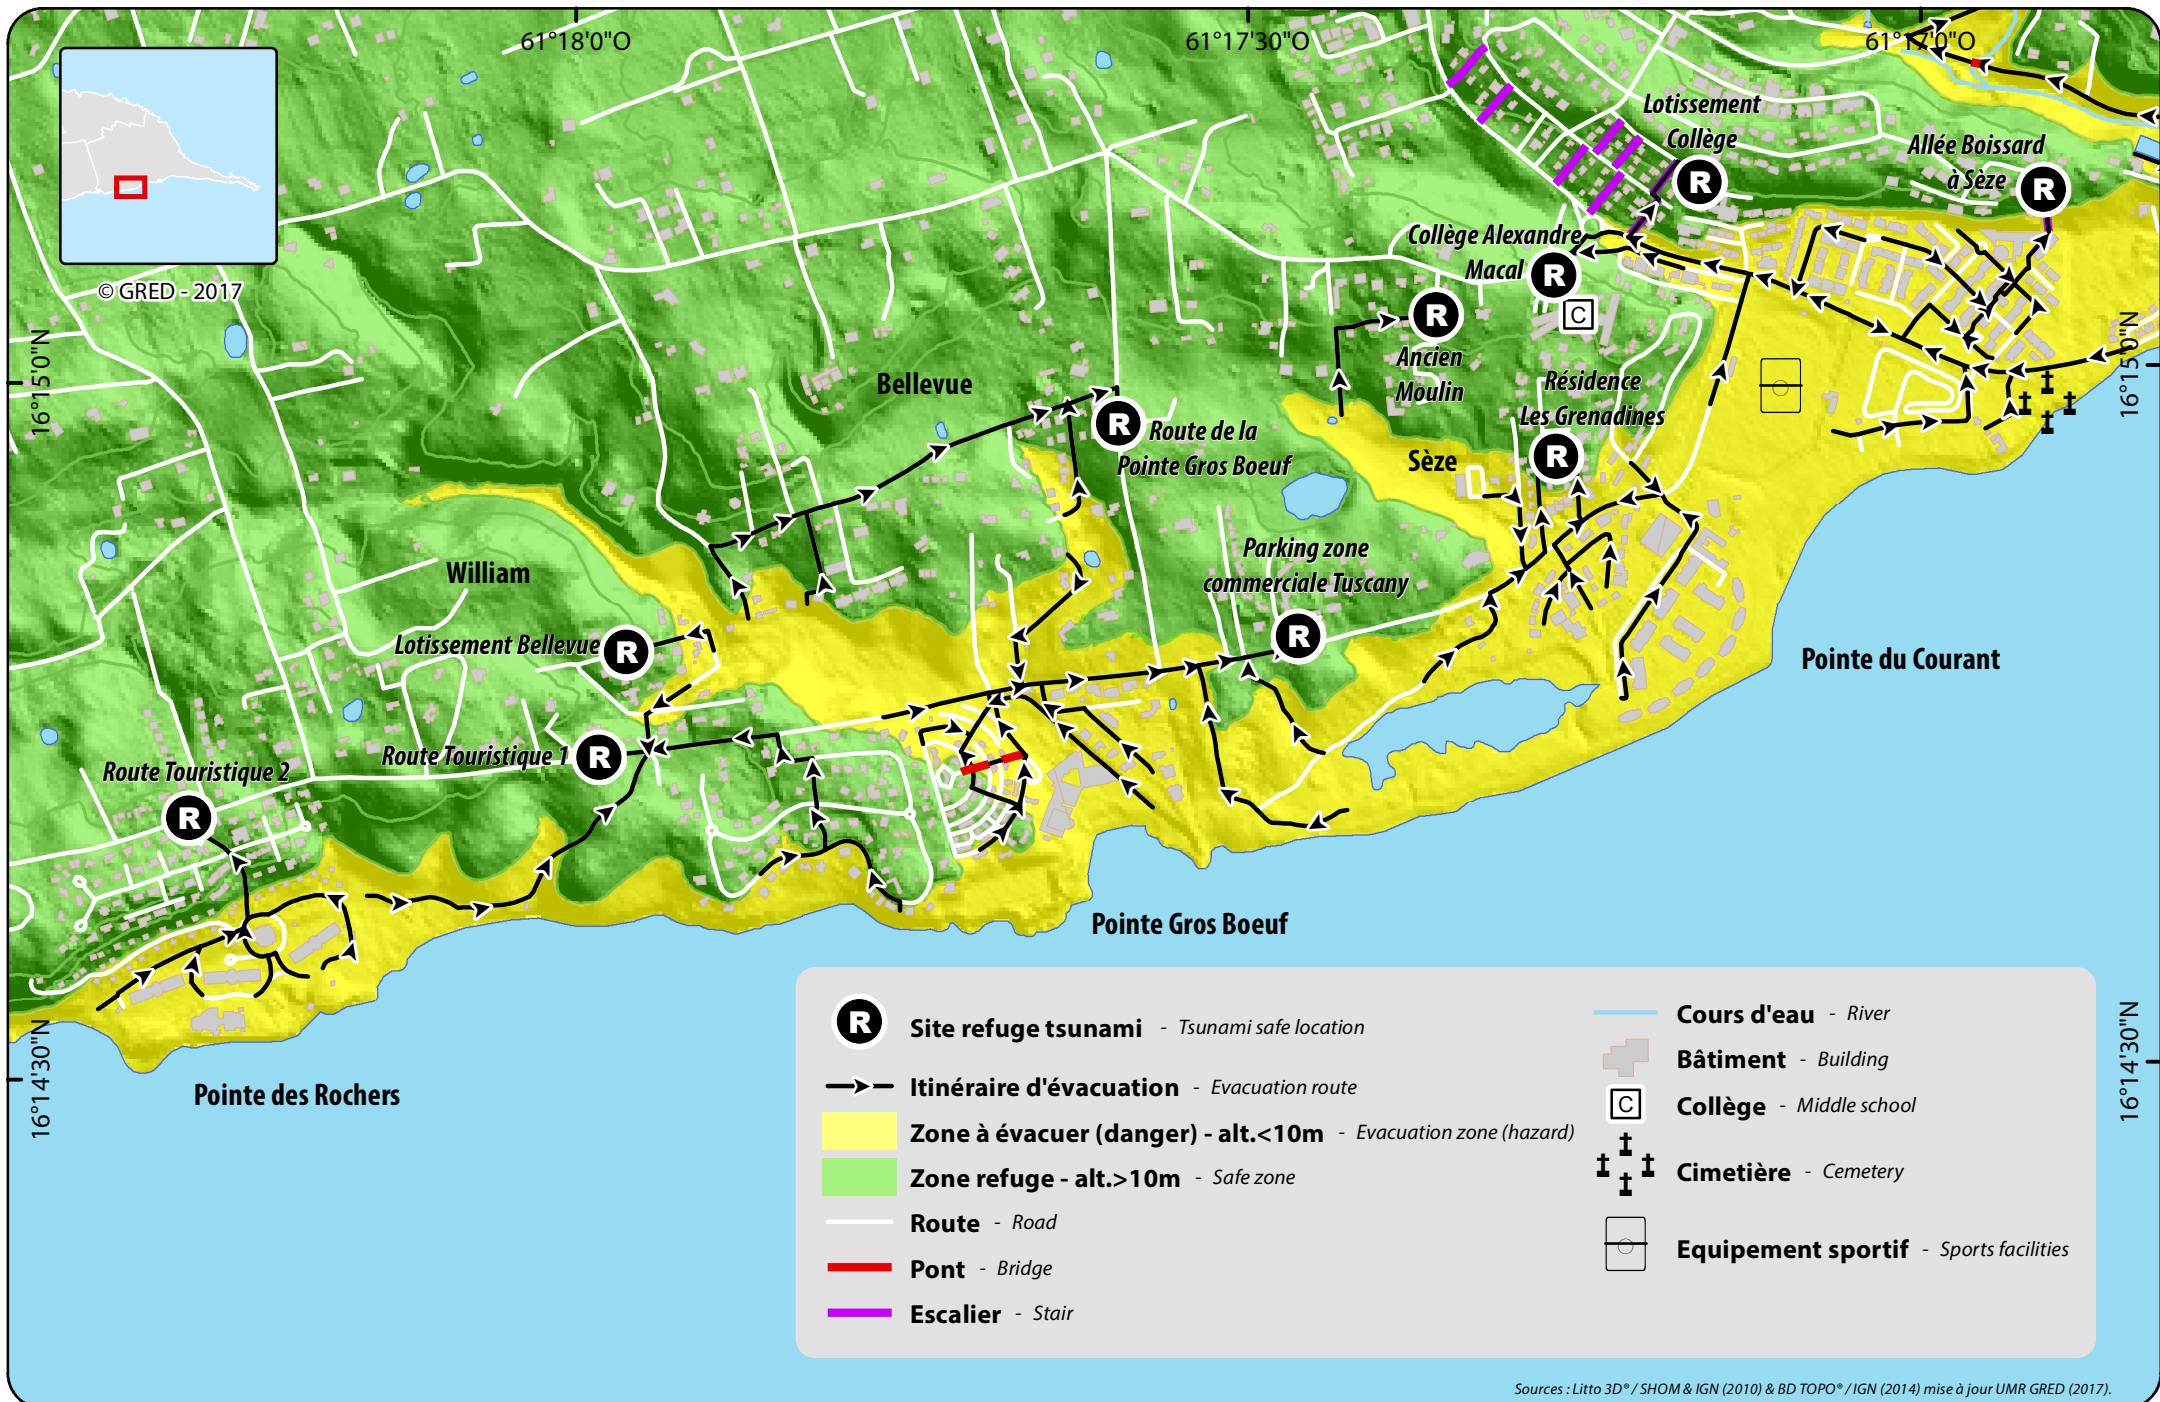 61°18'0"O
61°17'30"O
61°17'0"O
© GRED - 2017
16°15'0"N
16°15'0"N
16°14'30"N
16°14'30"N
Lotissement
Collège
R
Allée Boissard
à Sèze
R
Collège Alexandre
Macal
R
C
R
Ancien
Moulin
Bellevue
R
Route de la
Pointe Gros Boeuf
Résidence
Les Grenadines
R
Sèze
Parking zone
commerciale Tuscany
R
William
Lotissement Bellevue
R
Route Touristique 1
R
Route Touristique 2
R
Pointe du Courant
Pointe Gros Boeuf
Pointe des Rochers
R
Site refuge tsunami - Tsunami safe location
Itinéraire d'évacuation - Evacuation route
Zone à évacuer (danger) - alt.<10m - Evacuation zone (hazard)
Zone refuge - alt.>10m - Safe zone
Route - Road
Pont - Bridge
Escalier - Stair
Cours d'eau - River
Bâtiment - Building
C
Collège - Middle school
Cimetière - Cemetery
Equipement sportif - Sports facilities
Sources : Litto 3D® / SHOM & IGN (2010) & BD TOPO® / IGN (2014) mise à jour UMR GRED (2017).